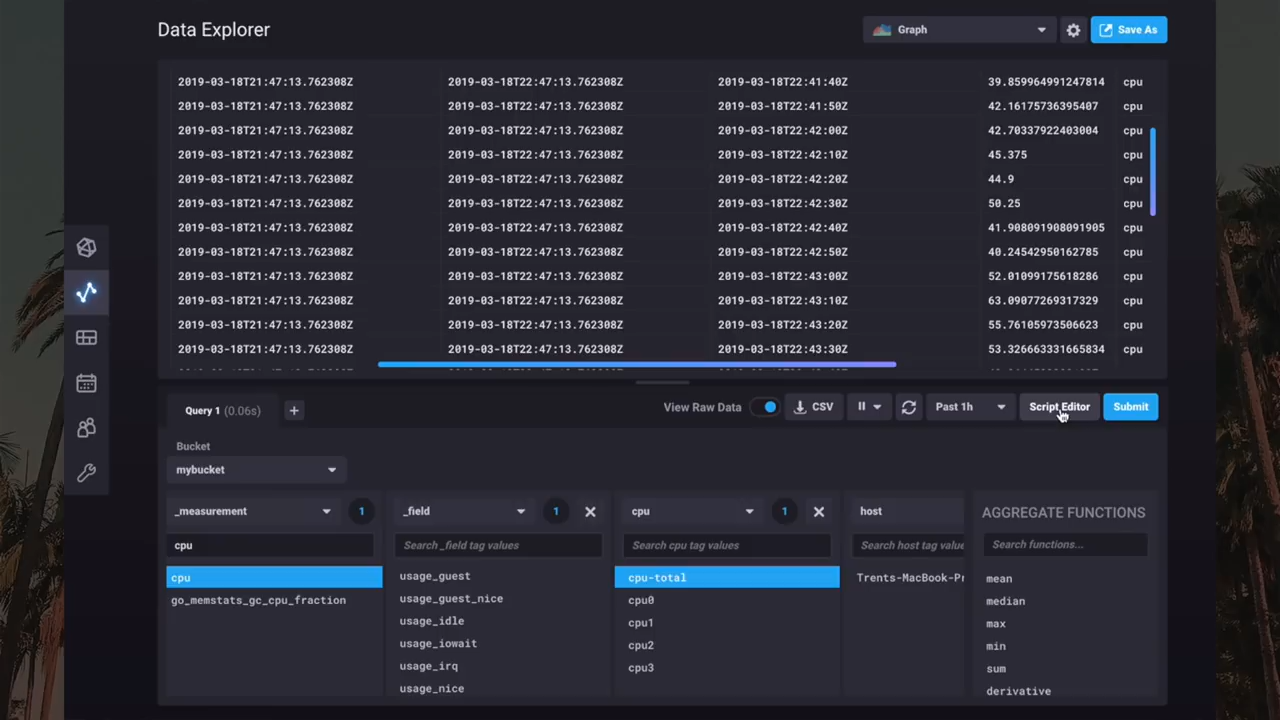 Data Explorer
Graph
Save As
2019-03-18T21:47:13.762308Z 2019-03-18T22:47:13.762308Z 2019-03-18T22:41:40Z 39.859964991247814 cpu
2019-03-18T21:47:13.762308Z 2019-03-18T22:47:13.762308Z 2019-03-18T22:41:50Z 42.16175736395407 cpu
2019-03-18T21:47:13.762308Z 2019-03-18T22:47:13.762308Z 2019-03-18T22:42:00Z 42.70337922403004 cpu
2019-03-18T21:47:13.762308Z 2019-03-18T22:47:13.762308Z 2019-03-18T22:42:10Z 45.375 cpu
2019-03-18T21:47:13.762308Z 2019-03-18T22:47:13.762308Z 2019-03-18T22:42:20Z 44.9 cpu
2019-03-18T21:47:13.762308Z 2019-03-18T22:47:13.762308Z 2019-03-18T22:42:30Z 50.25 cpu
2019-03-18T21:47:13.762308Z 2019-03-18T22:47:13.762308Z 2019-03-18T22:42:40Z 41.908091908091905 cpu
2019-03-18T21:47:13.762308Z 2019-03-18T22:47:13.762308Z 2019-03-18T22:42:50Z 40.24542950162785 cpu
2019-03-18T21:47:13.762308Z 2019-03-18T22:47:13.762308Z 2019-03-18T22:43:00Z 52.01099175618286 cpu
2019-03-18T21:47:13.762308Z 2019-03-18T22:47:13.762308Z 2019-03-18T22:43:10Z 63.09077269317329 cpu
2019-03-18T21:47:13.762308Z 2019-03-18T22:47:13.762308Z 2019-03-18T22:43:20Z 55.76105973506623 cpu
2019-03-18T21:47:13.762308Z 2019-03-18T22:47:13.762308Z 2019-03-18T22:43:30Z 53.326663331665834 cpu
Query 1 (0.06s)
View Raw Data
CSV
Past 1h
Script Editor
Submit
Bucket
mybucket
_measurement 1 _field 1 cpu 1 host AGGREGATE FUNCTIONS
cpu Search _field tag values Search cpu tag values Search host tag value Search functions...
cpu usage_guest cpu-total Trents-MacBook-Pr mean
go_memstats_gc_cpu_fraction usage_guest_nice cpu0 median
usage_idle cpu1 max
usage_iowait cpu2 min
usage_irq cpu3 sum
usage_nice derivative